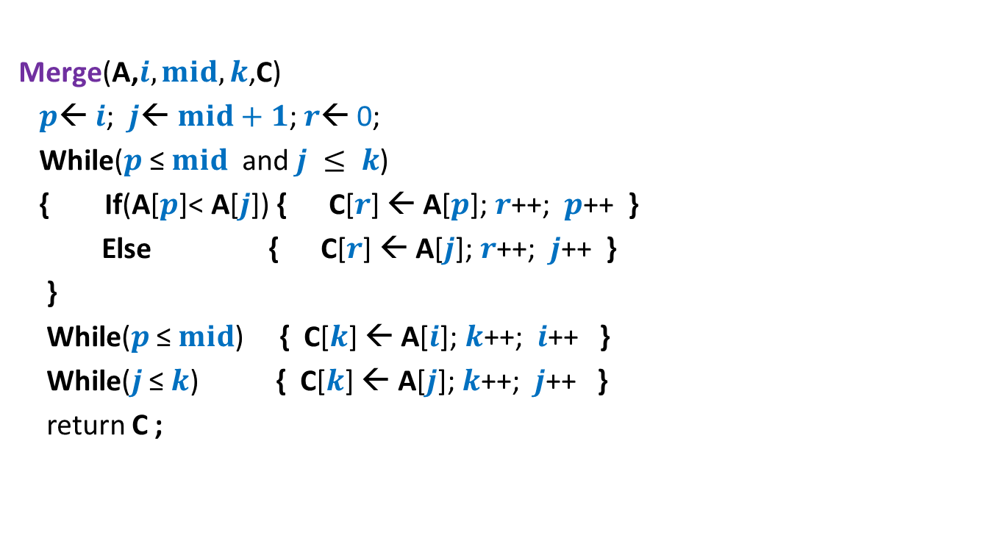 Merge(A,i, mid, k,C)
p← i; j← mid + 1; r← 0;
While(p ≤ mid and j ≤ k)
{ If(A[p]< A[j]) { C[r] ← A[p]; r++; p++ }
Else { C[r] ← A[j]; r++; j++ }
}
While(p ≤ mid) { C[k] ← A[i]; k++; i++ }
While(j ≤ k) { C[k] ← A[j]; k++; j++ }
return C ;